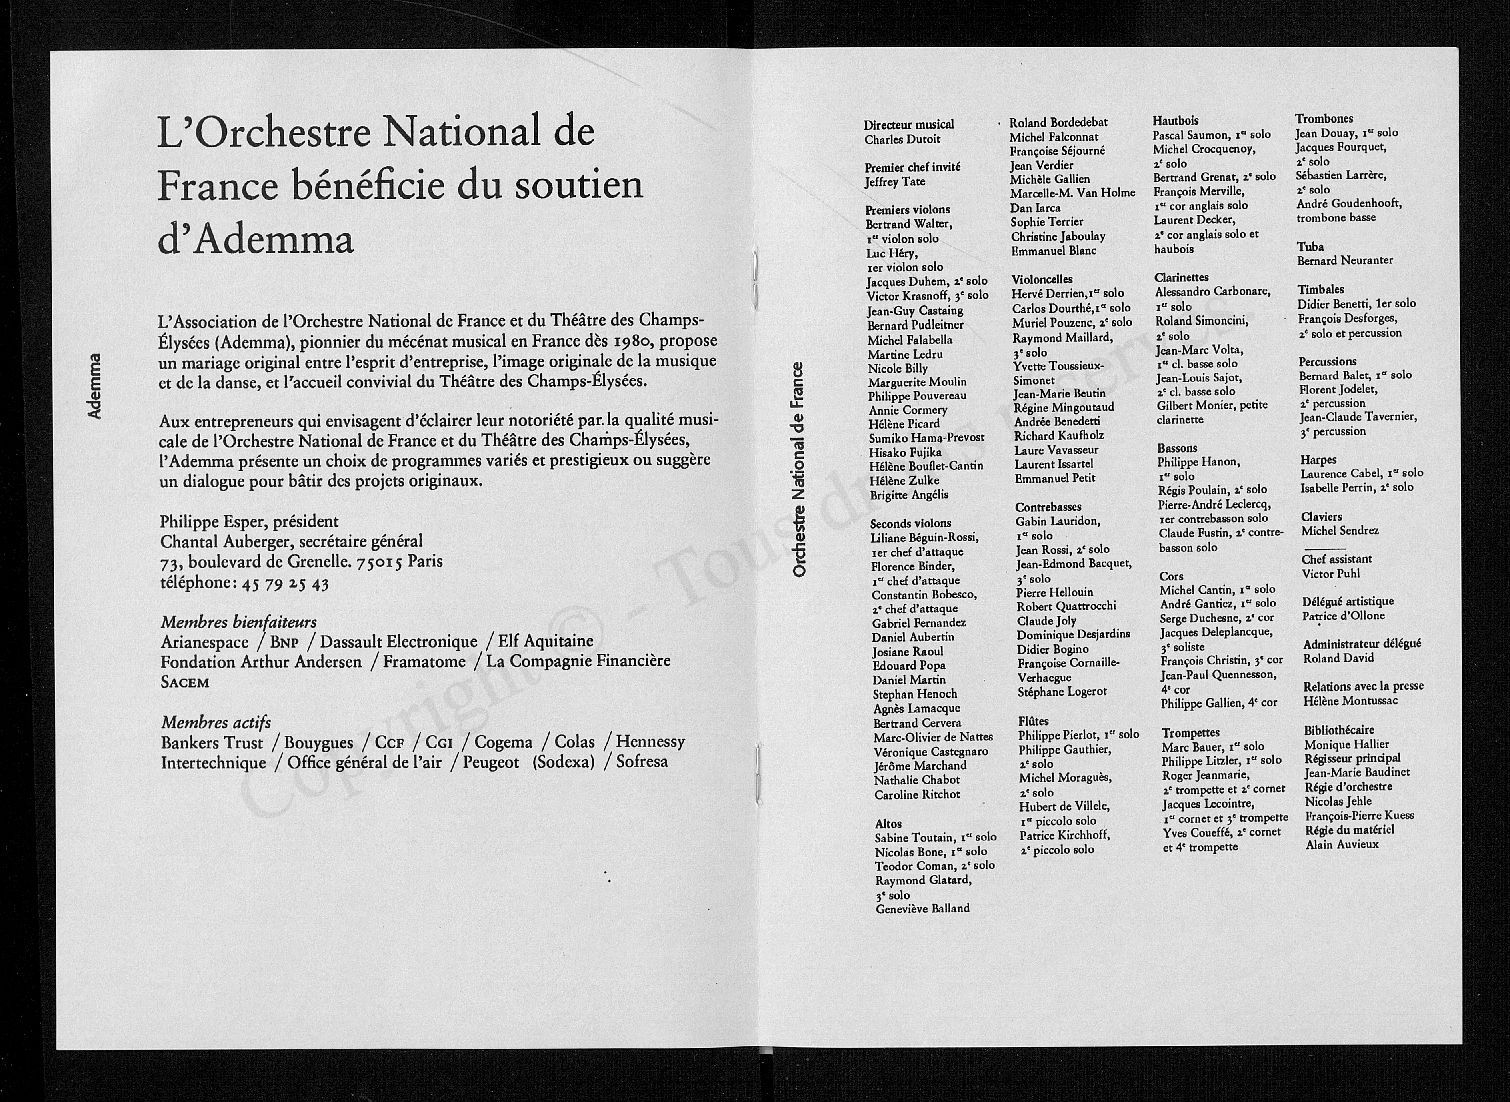 L'Orchestre National de
France bénéficie du soutien
d'Ademma
Ademma
L'Association de l'Orchestre National de France et du Théâtre des Champs-
Élysées (Ademma), pionnier du mécénat musical en France dès 1980, propose
un mariage original entre l'esprit d'entreprise, l'image originale de la musique
et de la danse, et l'accueil convivial du Théâtre des Champs-Élysées.
Aux entrepreneurs qui envisagent d'éclairer leur notoriété par la qualité musi-
cale de l'Orchestre National de France et du Théâtre des Champs-Élysées,
l'Ademma présente un choix de programmes variés et prestigieux ou suggère
un dialogue pour bâtir des projets originaux.
Philippe Esper, président
Chantal Auberger, secrétaire général
73, boulevard de Grenelle. 75015 Paris
téléphone: 45 79 25 43
Membres bienfaiteurs
Arianespace / BNP / Dassault Electronique / Elf Aquitaine
Fondation Arthur Andersen / Framatome / La Compagnie Financière
SACEM
Membres actifs
Bankers Trust / Bouygues / CCF / CGI / Cogema / Colas / Hennessy
Intertechnique / Office général de l'air / Peugeot (Sodexa) / Sofresa
Orchestre National de France
Directeur musical
Charles Dutoit
Premier chef invité
Jeffrey Tate
Premiers violons
Bertrand Walter,
1er violon solo
Luc Héry,
1er violon solo
Jacques Duhem, 2e solo
Victor Krasnoff, 3e solo
Jean-Guy Castaing
Bernard Pudleitner
Michel Falabella
Martine Ledru
Nicole Billy
Marguerite Moulin
Philippe Pouvereau
Annie Cormery
Hélène Picard
Sumiko Hama-Prevost
Hisako Fujika
Hélène Bouflet-Cantin
Hélène Zulke
Brigitte Angélis
Seconds violons
Liliane Béguin-Rossi,
1er chef d'attaque
Florence Binder,
1er chef d'attaque
Constantin Bobesco,
2e chef d'attaque
Gabriel Fernandez
Daniel Aubertin
Josiane Raoul
Edouard Popa
Daniel Martin
Stephan Henoch
Agnès Lamacque
Bertrand Cervera
Marc-Olivier de Nattes
Véronique Castegnaro
Jérôme Marchand
Nathalie Chabot
Caroline Ritchot
Altos
Sabine Toutain, 1er solo
Nicolas Bone, 1er solo
Teodor Coman, 2e solo
Raymond Glatard,
3e solo
Geneviève Balland
Roland Bordedebat
Michel Falconnat
Françoise Séjourné
Jean Verdier
Michèle Gallien
Marcelle-M. Van Holme
Dan Iarca
Sophie Terrier
Christine Jaboulay
Emmanuel Blanc
Violoncelles
Hervé Derrien,1er solo
Carlos Dourthé,1er solo
Muriel Pouzenc, 2e solo
Raymond Maillard,
3e solo
Yvette Toussieux-
Simonet
Jean-Marie Beutin
Régine Mingoutaud
Andrée Benedetti
Richard Kaufholz
Laure Vavasseur
Laurent Issartel
Emmanuel Petit
Contrebasses
Gabin Lauridon,
1er solo
Jean Rossi, 2e solo
Jean-Edmond Bacquet,
3e solo
Pierre Hellouin
Robert Quattrocchi
Claude Joly
Dominique Desjardins
Didier Bogino
Françoise Cornaille-
Verhaegue
Stéphane Logerot
Flûtes
Philippe Pierlot, 1er solo
Philippe Gauthier,
2e solo
Michel Moraguès,
2e solo
Hubert de Villele,
1er piccolo solo
Patrice Kirchhoff,
2e piccolo solo
Hautbois
Pascal Saumon, 1er solo
Michel Crocquenoy,
2e solo
Bertrand Grenat, 2e solo
François Merville,
1er cor anglais solo
Laurent Decker,
2e cor anglais solo et
haubois
Clarinettes
Alessandro Carbonare,
1er solo
Roland Simoncini,
2e solo
Jean-Marc Volta,
1er cl. basse solo
Jean-Louis Sajot,
2e cl. basse solo
Gilbert Monier, petite
clarinette
Bassons
Philippe Hanon,
1er solo
Régis Poulain, 2e solo
Pierre-André Leclercq,
1er contrebasson solo
Claude Fustin, 2e contre-
basson solo
Cors
Michel Cantin, 1er solo
André Gantiez, 1er solo
Serge Duchesne, 2e cor
Jacques Deleplancque,
3e soliste
François Christin, 3e cor
Jean-Paul Quennesson,
4e cor
Philippe Gallien, 4e cor
Trompettes
Marc Bauer, 1er solo
Philippe Litzler, 1er solo
Roger Jeanmarie,
2e trompette et 2e cornet
Jacques Lecointre,
1er cornet et 3e trompette
Yves Coueffé, 2e cornet
et 4e trompette
Trombones
Jean Douay, 1er solo
Jacques Fourquet,
2e solo
Sébastien Larrère,
2e solo
André Goudenhooft,
trombone basse
Tuba
Bernard Neuranter
Timbales
Didier Benetti, 1er solo
François Desforges,
2e solo et percussion
Percussions
Bernard Balet, 1er solo
Florent Jodelet,
2e percussion
Jean-Claude Tavernier,
3e percussion
Harpes
Laurence Cabel, 1er solo
Isabelle Perrin, 2e solo
Claviers
Michel Sendrez
Chef assistant
Victor Puhl
Délégué artistique
Patrice d'Ollone
Administrateur délégué
Roland David
Relations avec la presse
Hélène Montussac
Bibliothécaire
Monique Hallier
Régisseur principal
Jean-Marie Baudinet
Régie d'orchestre
Nicolas Jehle
François-Pierre Kuess
Régie du matériel
Alain Auvieux
Copyright © - Tous droits réservés